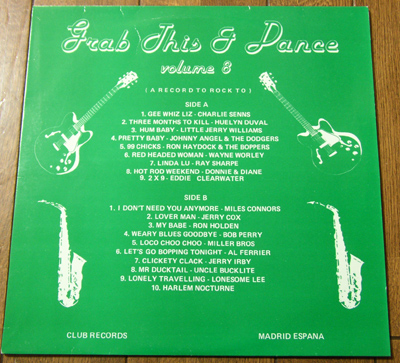 Grab This & Dance
volume 8
(A RECORD TO ROCK TO)
SIDE A
1. GEE WHIZ LIZ - CHARLIE SENNS
2. THREE MONTHS TO KILL - HUELYN DUVAL
3. HUM BABY - LITTLE JERRY WILLIAMS
4. PRETTY BABY - JOHNNY ANGEL & THE DODGERS
5. 99 CHICKS - RON HAYDOCK & THE BOPPERS
6. RED HEADED WOMAN - WAYNE WORLEY
7. LINDA LU - RAY SHARPE
8. HOT ROD WEEKEND - DONNIE & DIANE
9. 2 X 9 - EDDIE CLEARWATER
SIDE B
1. I DON'T NEED YOU ANYMORE - MILES CONNORS
2. LOVER MAN - JERRY COX
3. MY BABE - RON HOLDEN
4. WEARY BLUES GOODBYE - BOB PERRY
5. LOCO CHOO CHOO - MILLER BROS
6. LET'S GO BOPPING TONIGHT - AL FERRIER
7. CLICKETY CLACK - JERRY IRBY
8. MR DUCKTAIL - UNCLE BUCKLITE
9. LONELY TRAVELLING - LONESOME LEE
10. HARLEM NOCTURNE
CLUB RECORDS
MADRID ESPANA